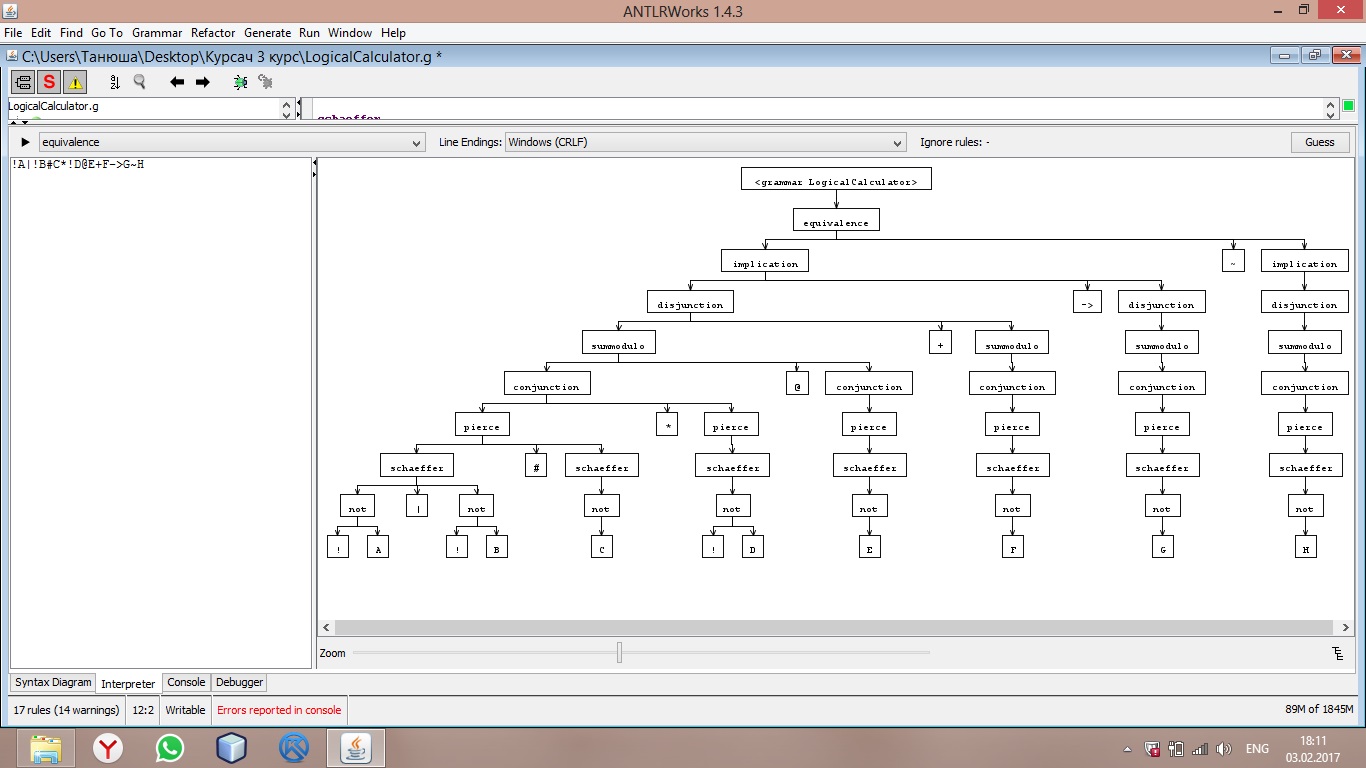 ANTLRWorks 1.4.3
File Edit Find Go To Grammar Refactor Generate Run Window Help
C:\Users\Танюша\Desktop\Курсач 3 курс\LogicalCalculator.g *
LogicalCalculator.g
equivalence Line Endings: Windows (CRLF) Ignore rules: - Guess
!A|!B#C*!D@E+F->G~H
<grammar LogicalCalculator>
equivalence
implication ~ implication
disjunction -> disjunction disjunction
summodulo + summodulo summodulo summodulo
conjunction @ conjunction conjunction conjunction conjunction
pierce * pierce pierce pierce pierce pierce
schaeffer # schaeffer schaeffer schaeffer schaeffer schaeffer schaeffer
not | not not not not not not not
! A ! B C ! D E F G H
Zoom
Syntax Diagram Interpreter Console Debugger
17 rules (14 warnings) 12:2 Writable Errors reported in console 89M of 1845M
ENG 18:11
03.02.2017